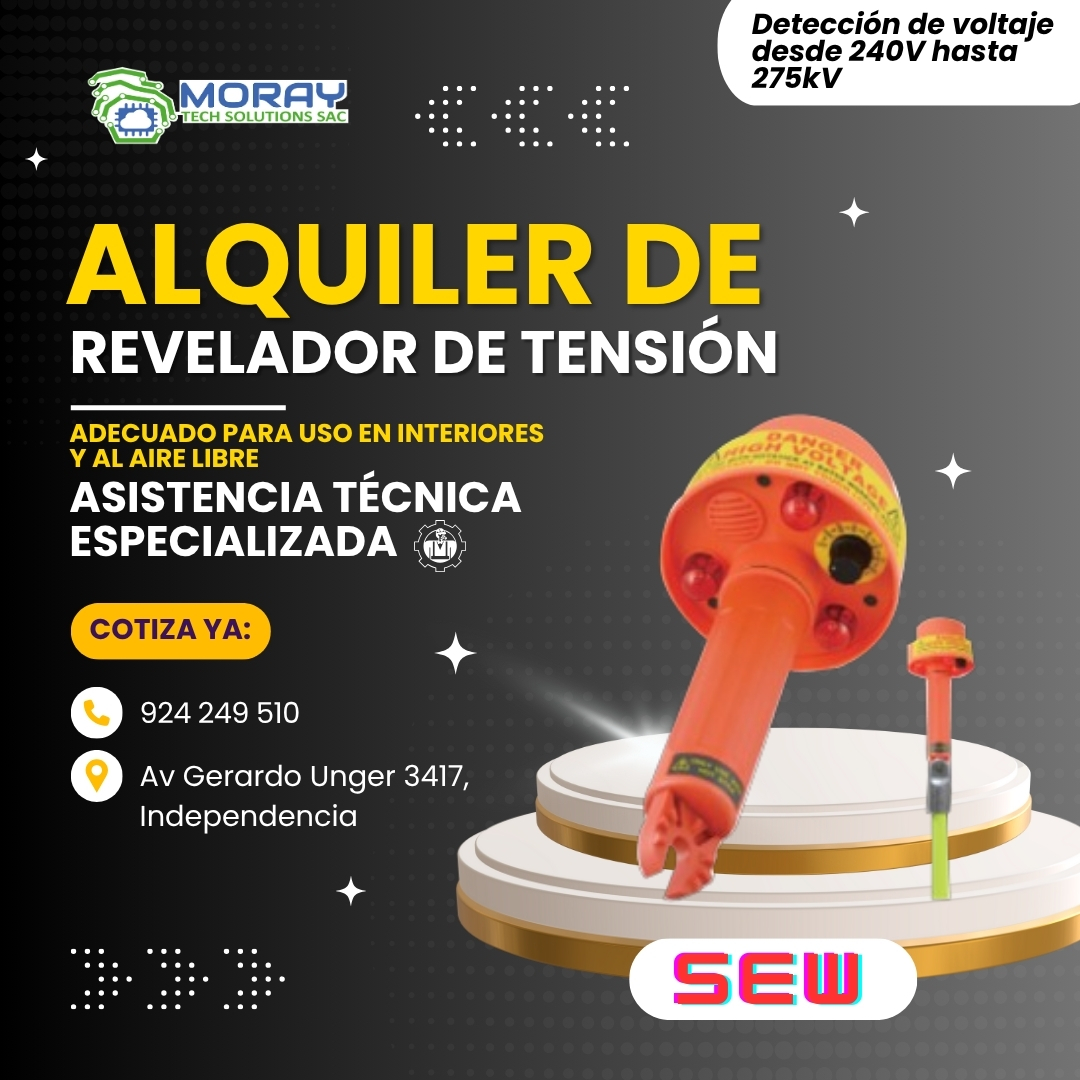 Detección de voltaje
desde 240V hasta
275kV
MORAY
TECH SOLUTIONS SAC
ALQUILER DE
REVELADOR DE TENSIÓN
ADECUADO PARA USO EN INTERIORES
Y AL AIRE LIBRE
ASISTENCIA TÉCNICA
ESPECIALIZADA
COTIZA YA:
924 249 510
Av Gerardo Unger 3417,
Independencia
DANGER
HIGH VOLTAGE
SEW